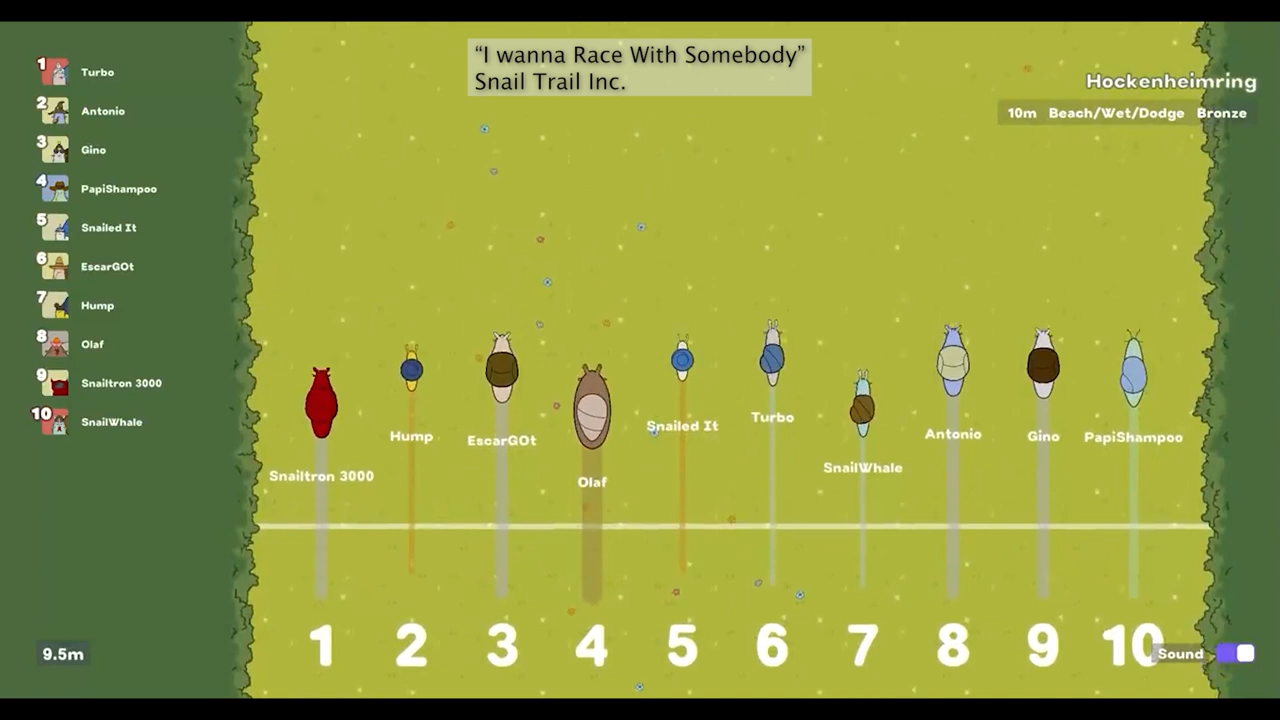 “I wanna Race With Somebody”
Snail Trail Inc.
Hockenheimring
10m Beach/Wet/Dodge Bronze
1 Turbo
2 Antonio
3 Gino
4 PapiShampoo
5 Snailed It
6 EscarGOt
7 Hump
8 Olaf
9 Snailtron 3000
10 SnailWhale
Turbo
Snailed It
Hump
Antonio
Gino
PapiShampoo
EscarGOt
SnailWhale
Snailtron 3000
Olaf
1 2 3 4 5 6 7 8 9 10
9.5m
Sound